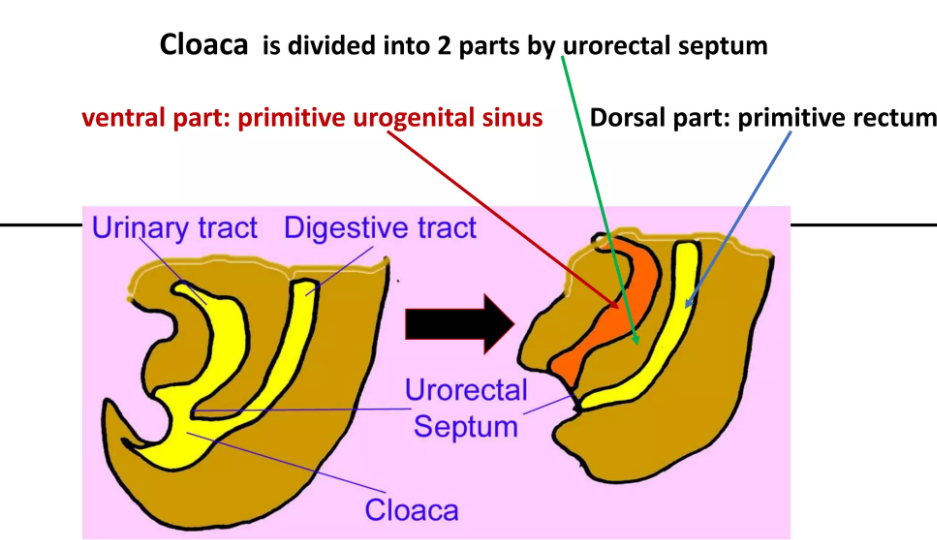 Cloaca is divided into 2 parts by urorectal septum
ventral part: primitive urogenital sinus
Dorsal part: primitive rectum
Urinary tract
Digestive tract
Urorectal
Septum
Cloaca